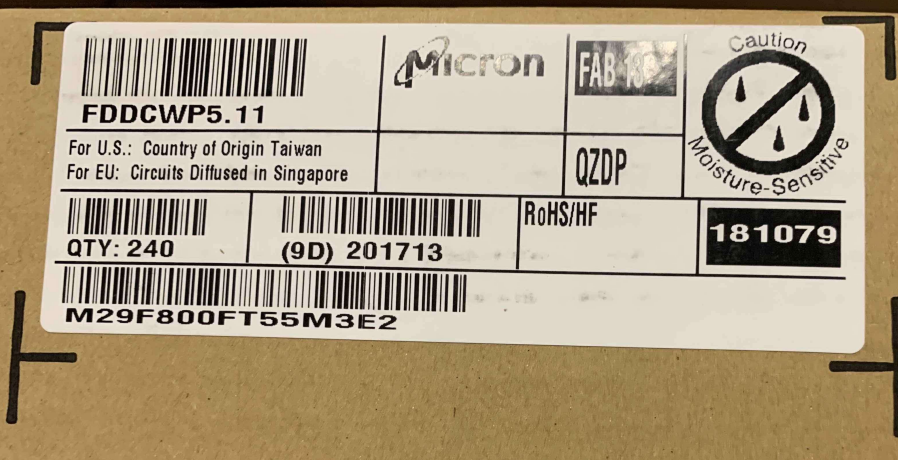 FDDCWP5.11
Micron
FAB 13
Caution
Moisture-Sensitive
For U.S.: Country of Origin Taiwan
For EU: Circuits Diffused in Singapore
QZDP
QTY: 240
(9D) 201713
RoHS/HF
181079
M29F800FT55M3E2